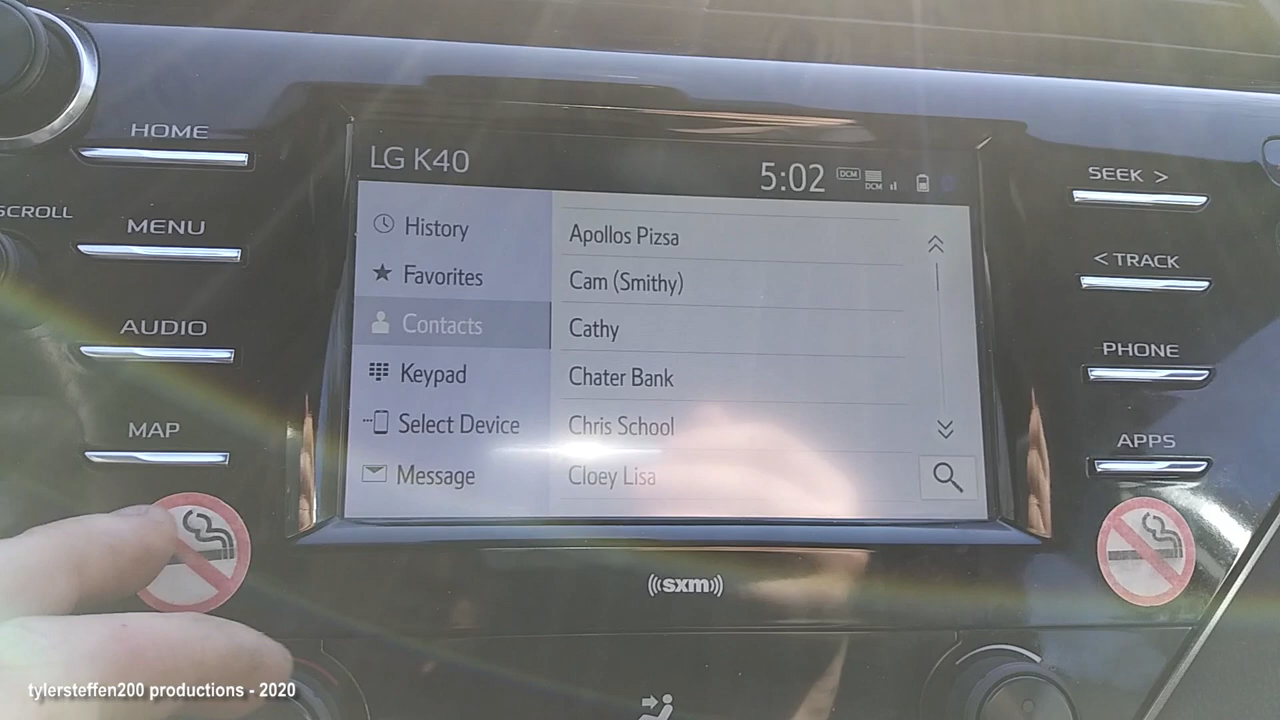 HOME
SCROLL
MENU
AUDIO
MAP
LG K40
5:02
DCM
DCM
History
Favorites
Contacts
Keypad
Select Device
Message
Apollos Pizsa
Cam (Smithy)
Cathy
Chater Bank
Chris School
Cloey Lisa
SEEK >
< TRACK
PHONE
APPS
((sxm))
tylersteffen200 productions - 2020